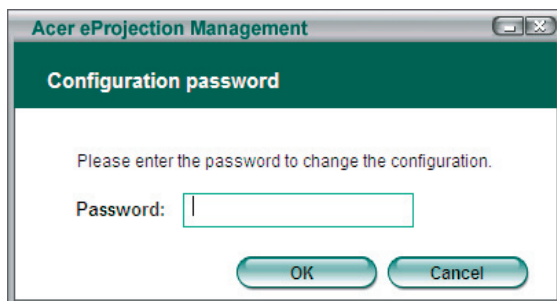 Acer eProjection Management
Configuration password
Please enter the password to change the configuration.
Password:
OK Cancel